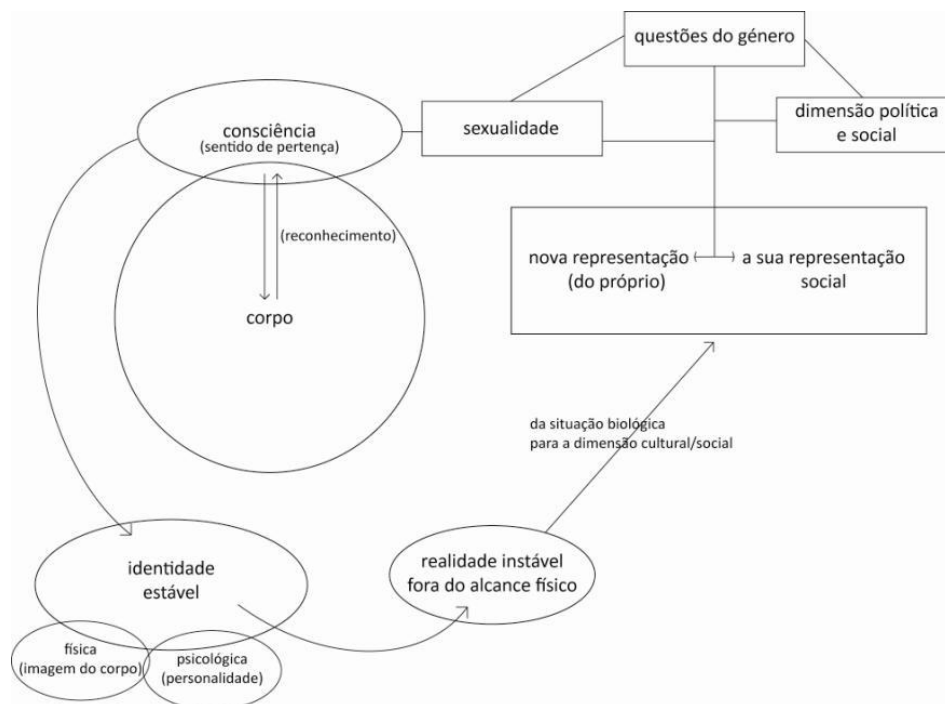 questões do género
dimensão política
e social
sexualidade
consciência
(sentido de pertença)
(reconhecimento)
corpo
nova representação
(do próprio)
a sua representação
social
da situação biológica
para a dimensão cultural/social
realidade instável
fora do alcance físico
identidade
estável
física
(imagem do corpo)
psicológica
(personalidade)